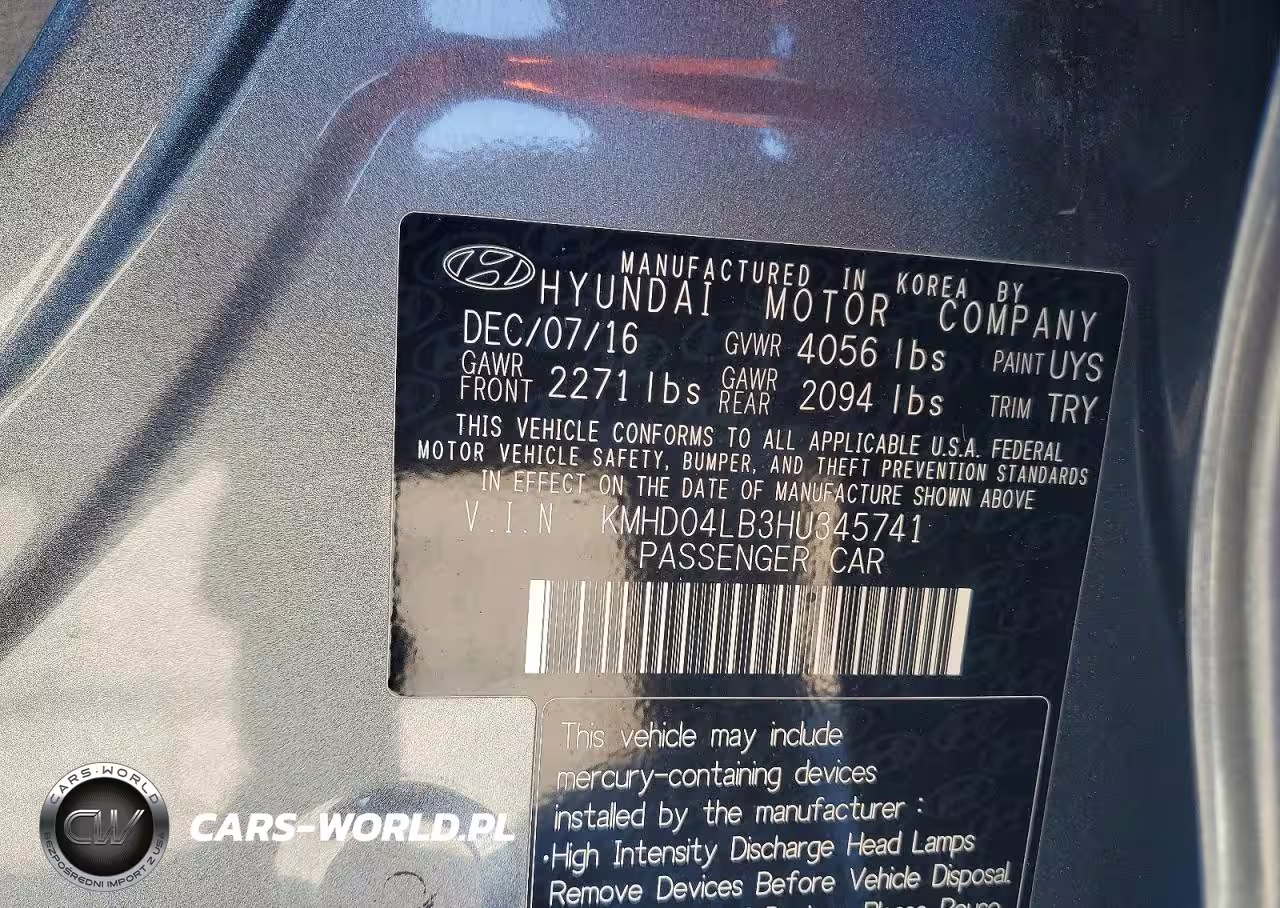 MANUFACTURED IN KOREA BY
HYUNDAI MOTOR COMPANY
DEC/07/16 GVWR 4056 lbs PAINT UYS
GAWR FRONT 2271 lbs GAWR REAR 2094 lbs TRIM TRY
THIS VEHICLE CONFORMS TO ALL APPLICABLE U.S.A. FEDERAL
MOTOR VEHICLE SAFETY, BUMPER, AND THEFT PREVENTION STANDARDS
IN EFFECT ON THE DATE OF MANUFACTURE SHOWN ABOVE
V.I.N KMHD04LB3HU345741
PASSENGER CAR
This vehicle may include
mercury-containing devices
installed by the manufacturer :
•High Intensity Discharge Head Lamps
Remove Devices Before Vehicle Disposal
CARS-WORLD
CW
BEZPOŚREDNI IMPORT Z USA
CARS-WORLD.PL